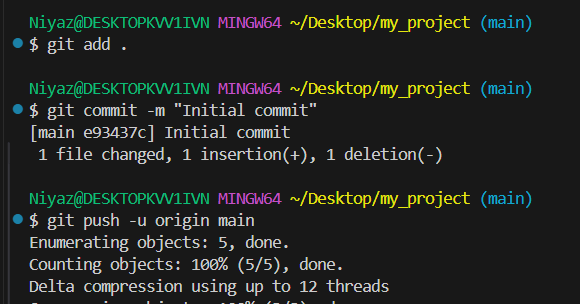 Niyaz@DESKTOPKVV1IVN MINGW64 ~/Desktop/my_project (main)
$ git add .
Niyaz@DESKTOPKVV1IVN MINGW64 ~/Desktop/my_project (main)
$ git commit -m "Initial commit"
[main e93437c] Initial commit
 1 file changed, 1 insertion(+), 1 deletion(-)
Niyaz@DESKTOPKVV1IVN MINGW64 ~/Desktop/my_project (main)
$ git push -u origin main
Enumerating objects: 5, done.
Counting objects: 100% (5/5), done.
Delta compression using up to 12 threads